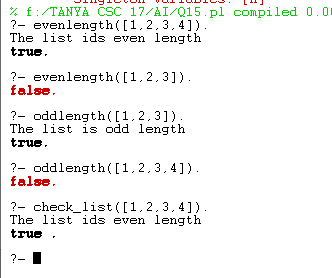 Singleton variables: [H]
% f:/TANYA CSC 17/AI/Q15.pl compiled 0.00
?- evenlength([1,2,3,4]).
The list ids even length
true.
?- evenlength([1,2,3]).
false.
?- oddlength([1,2,3]).
The list is odd length
true.
?- oddlength([1,2,3,4]).
false.
?- check_list([1,2,3,4]).
The list ids even length
true .
?-